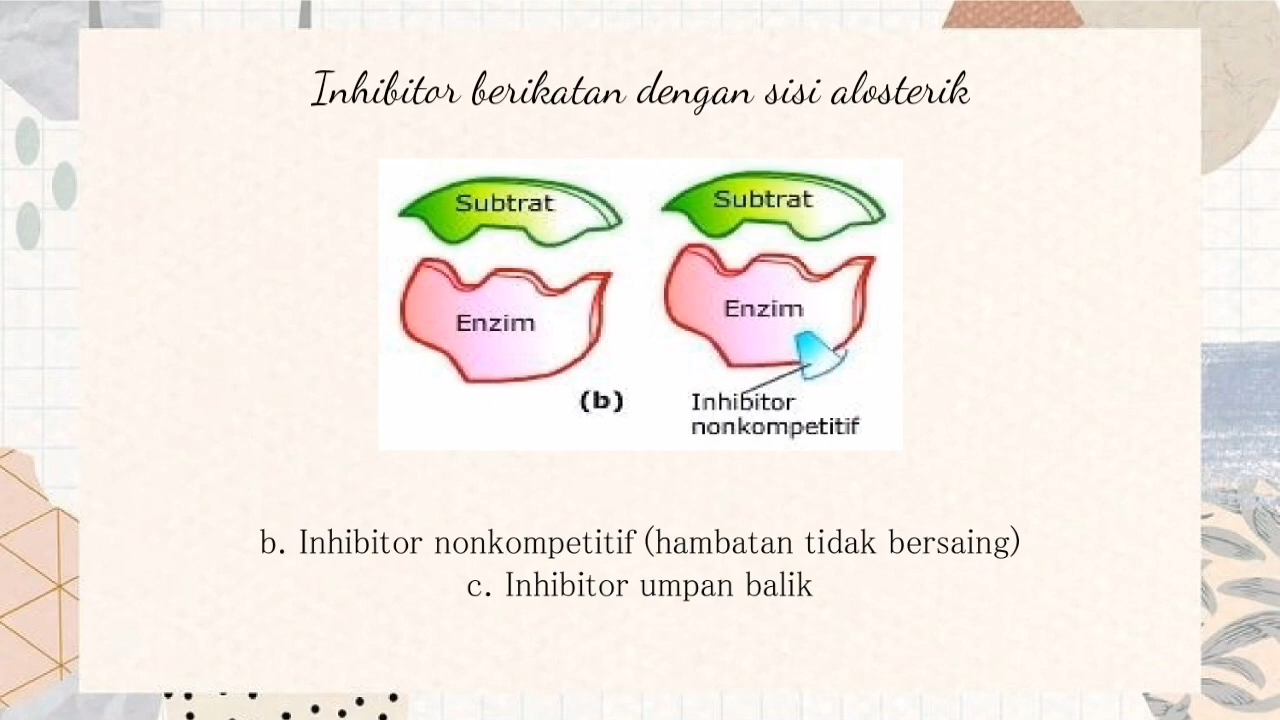 Inhibitor berikatan dengan sisi alosterik
Subtrat
Subtrat
Enzim
Enzim
(b)
Inhibitor
nonkompetitif
b. Inhibitor nonkompetitif (hambatan tidak bersaing)
c. Inhibitor umpan balik